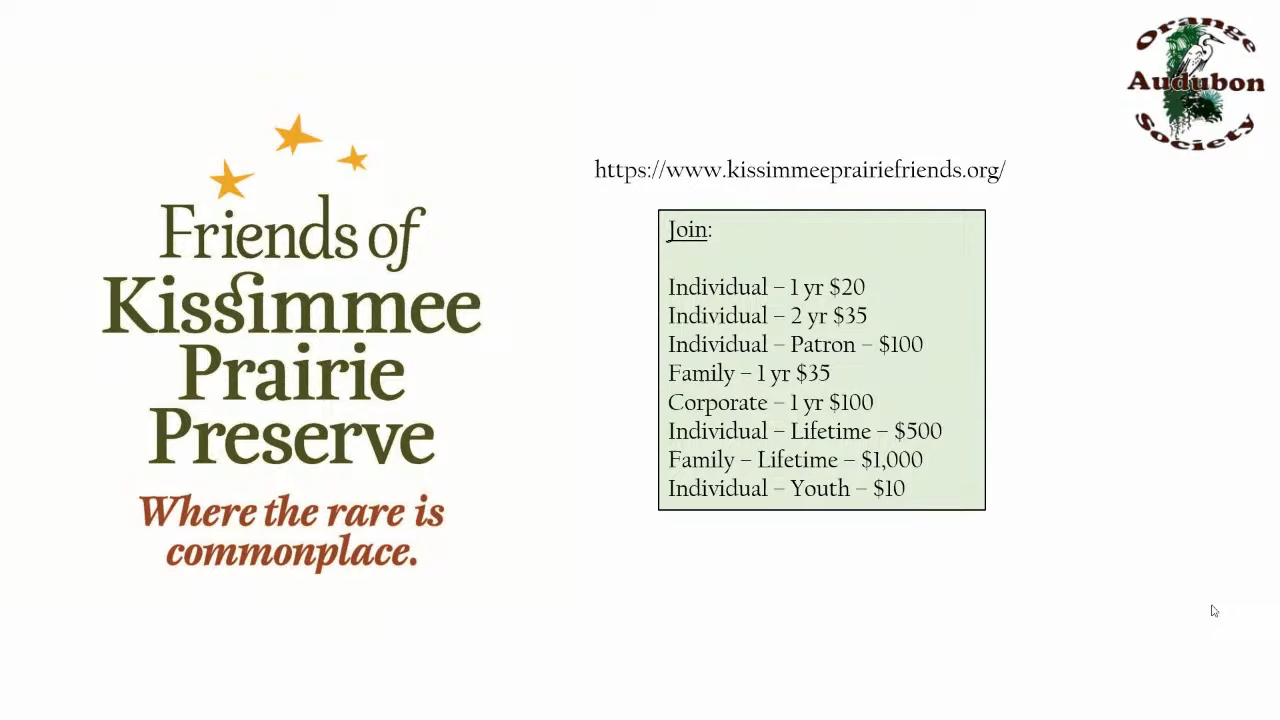 Orange
Audubon
Society
https://www.kissimmeeprairiefriends.org/
Friends of
Kissimmee
Prairie
Preserve
Where the rare is
commonplace.
Join:
Individual – 1 yr $20
Individual – 2 yr $35
Individual – Patron – $100
Family – 1 yr $35
Corporate – 1 yr $100
Individual – Lifetime – $500
Family – Lifetime – $1,000
Individual – Youth – $10